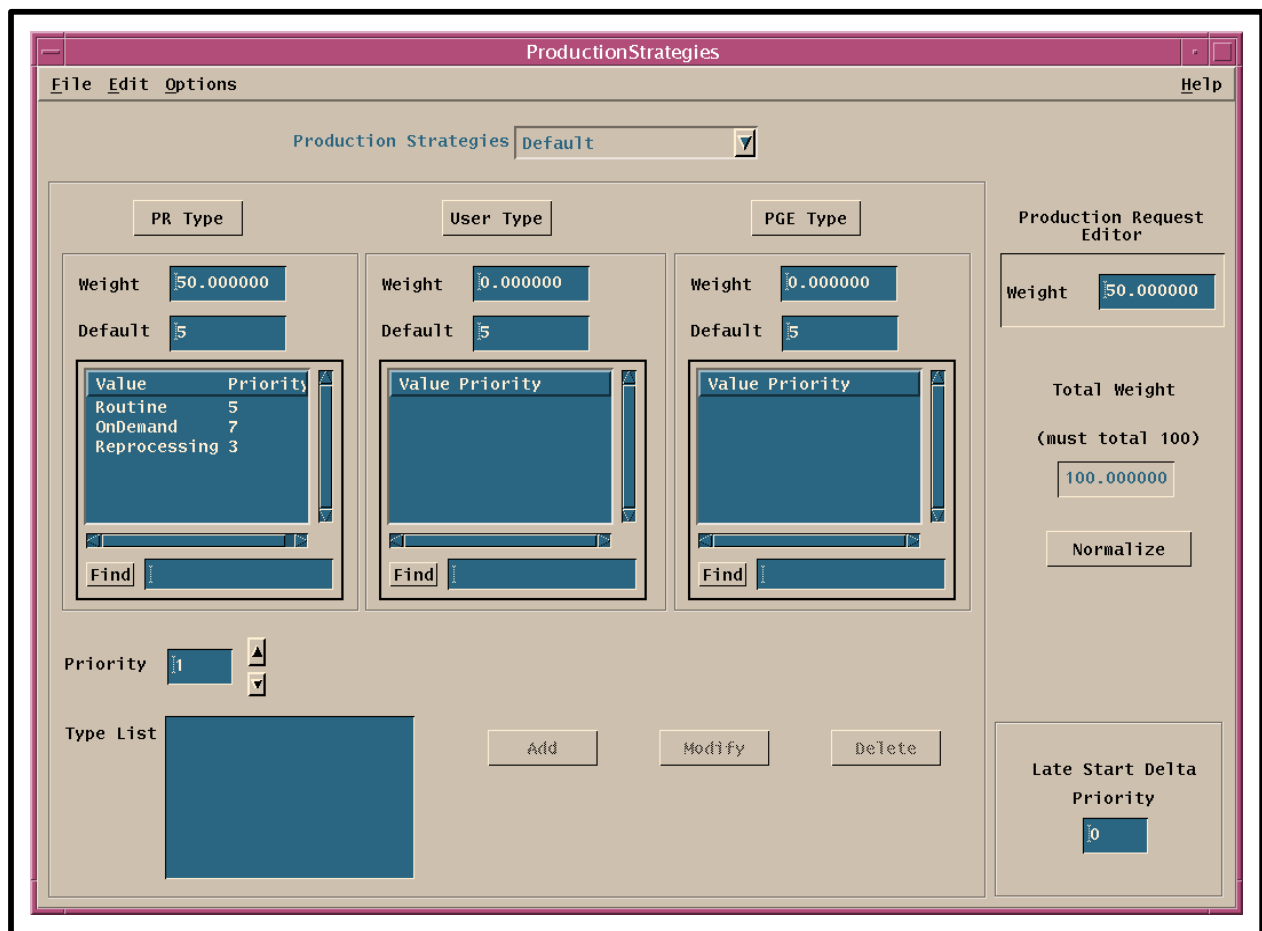 ProductionStrategies
File Edit Options Help
Production Strategies Default
PR Type User Type PGE Type
Production Request
Editor
Weight 50.000000 Weight 0.000000 Weight 0.000000 Weight 50.000000
Default 5 Default 5 Default 5
Value Priority Value Priority Value Priority
Routine 5
OnDemand 7
Reprocessing 3
Total Weight
(must total 100)
100.000000
Normalize
Find Find Find
Priority 1
Type List
Add Modify Delete
Late Start Delta
Priority
0